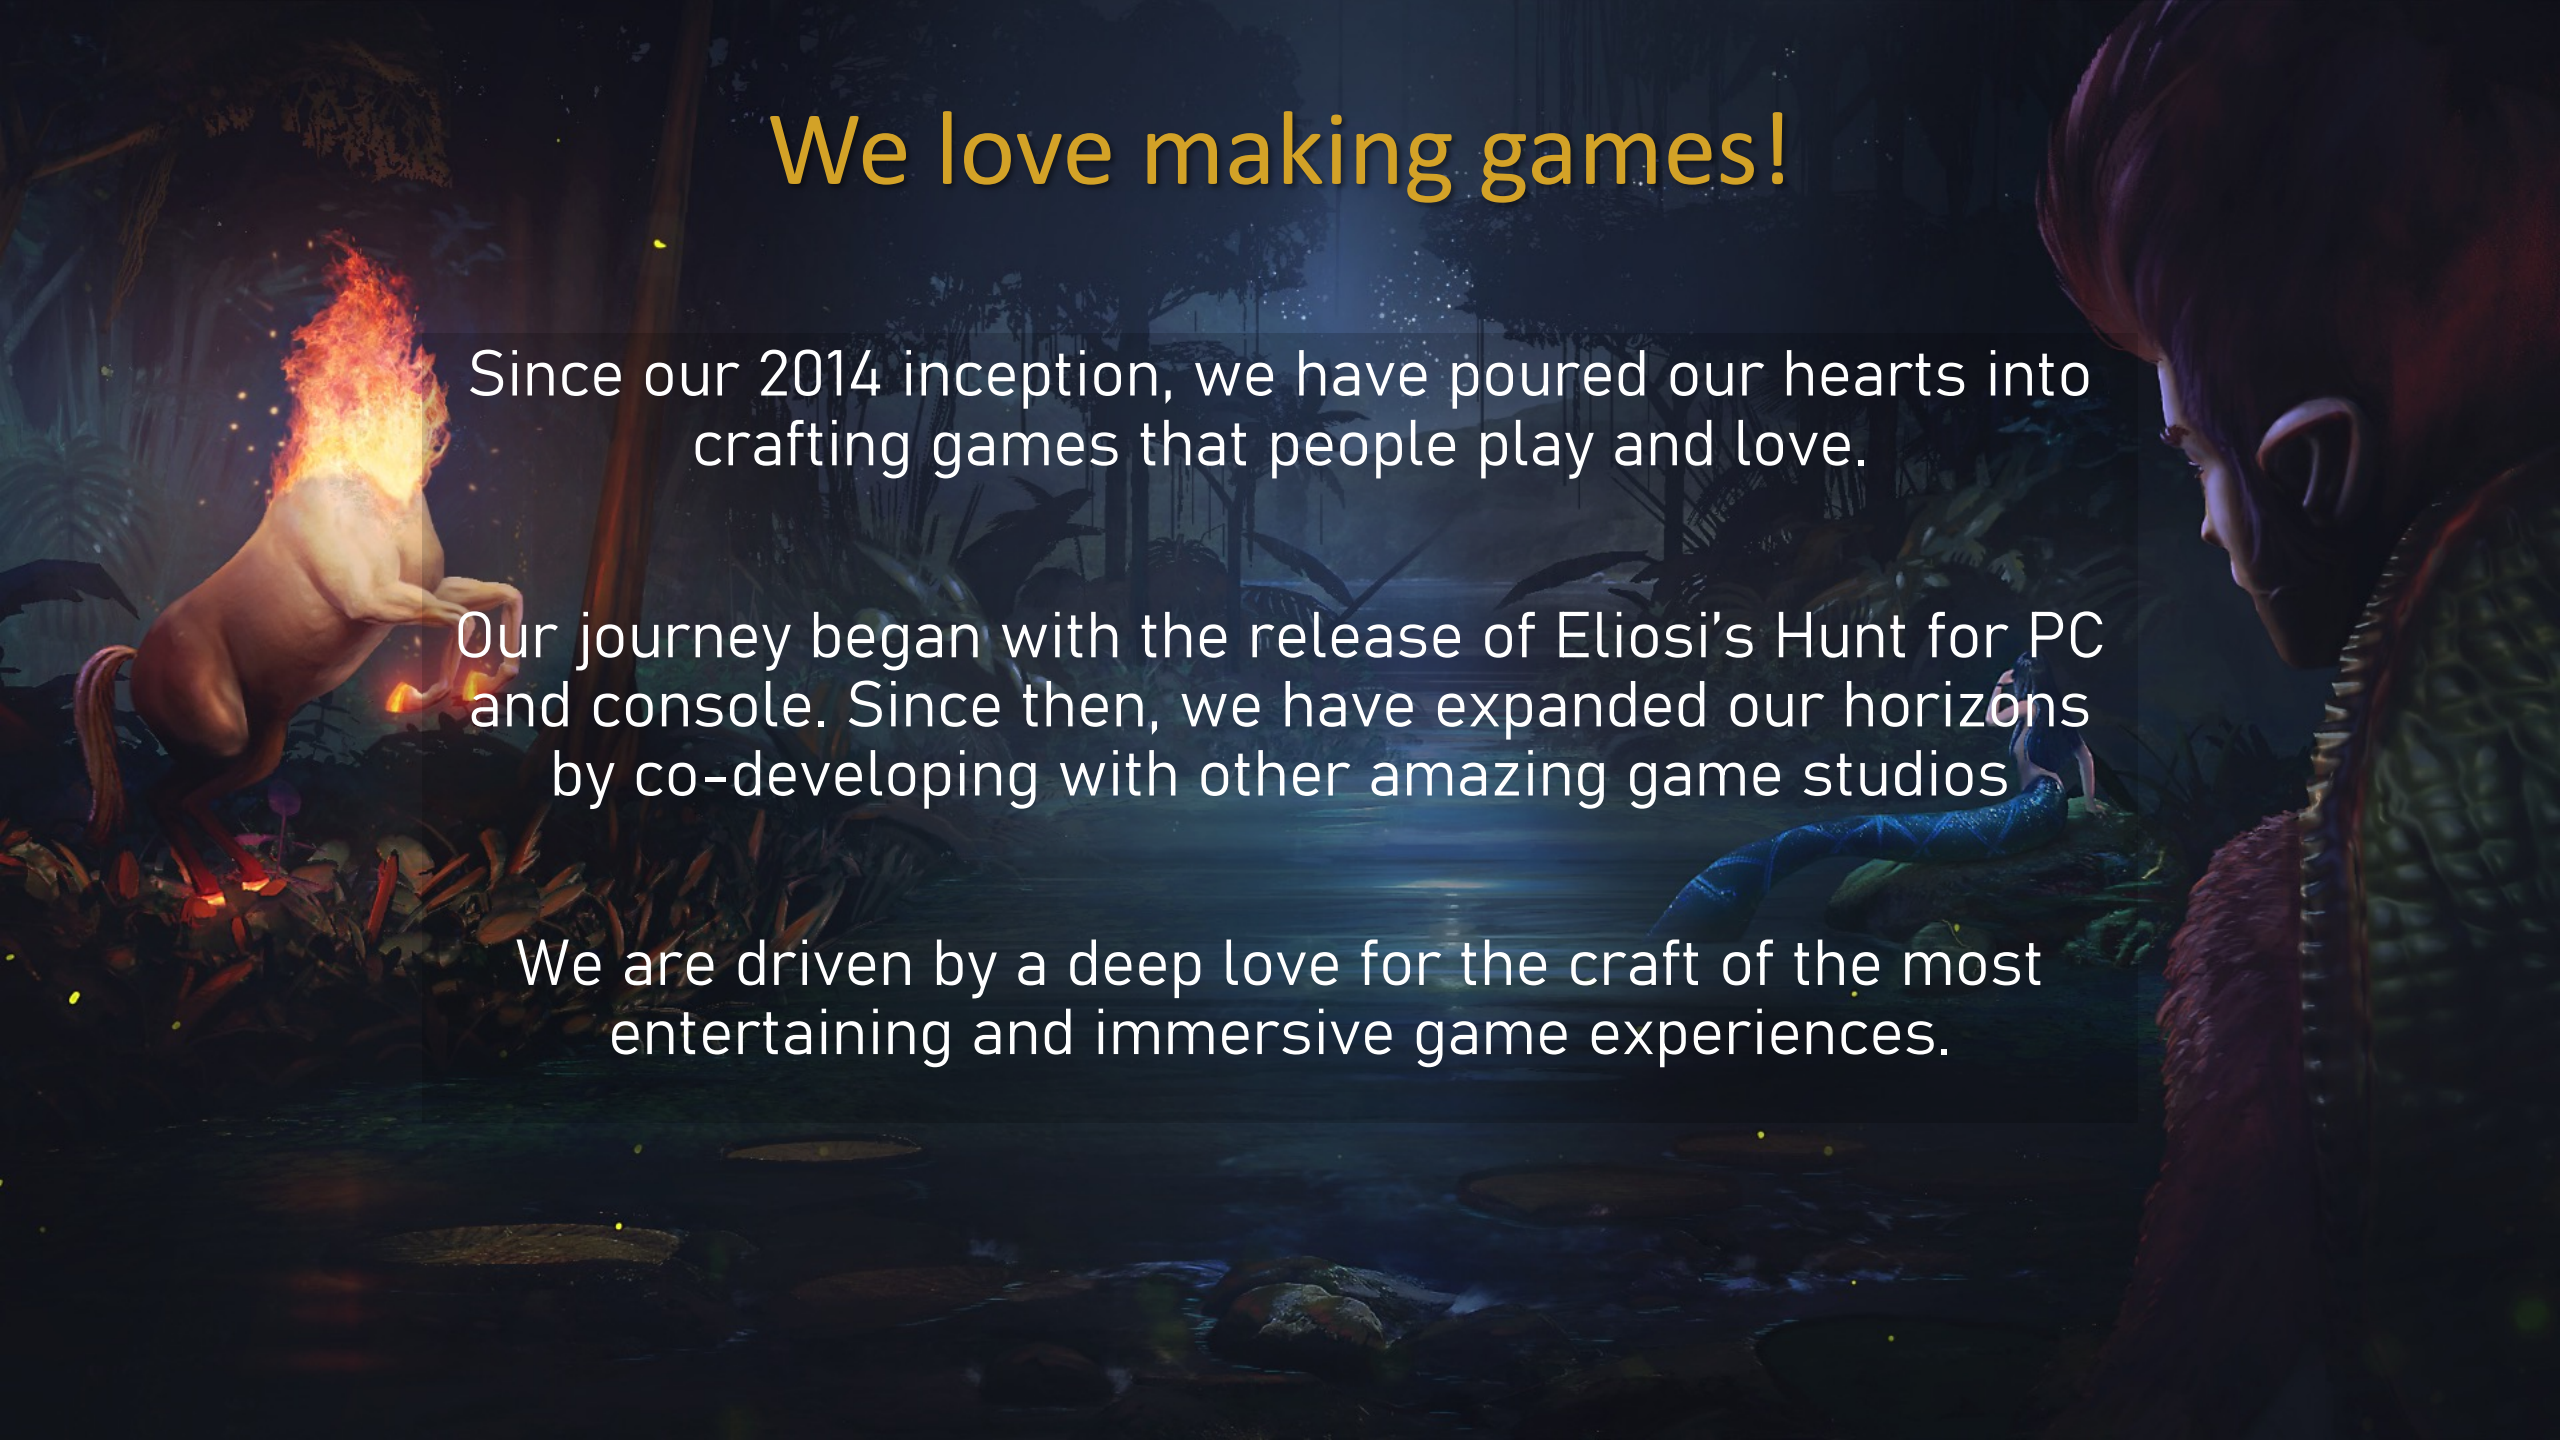 We love making games!
Since our 2014 inception, we have poured our hearts into
crafting games that people play and love.
Our journey began with the release of Eliosi’s Hunt for PC
and console. Since then, we have expanded our horizons
by co-developing with other amazing game studios
We are driven by a deep love for the craft of the most
entertaining and immersive game experiences.